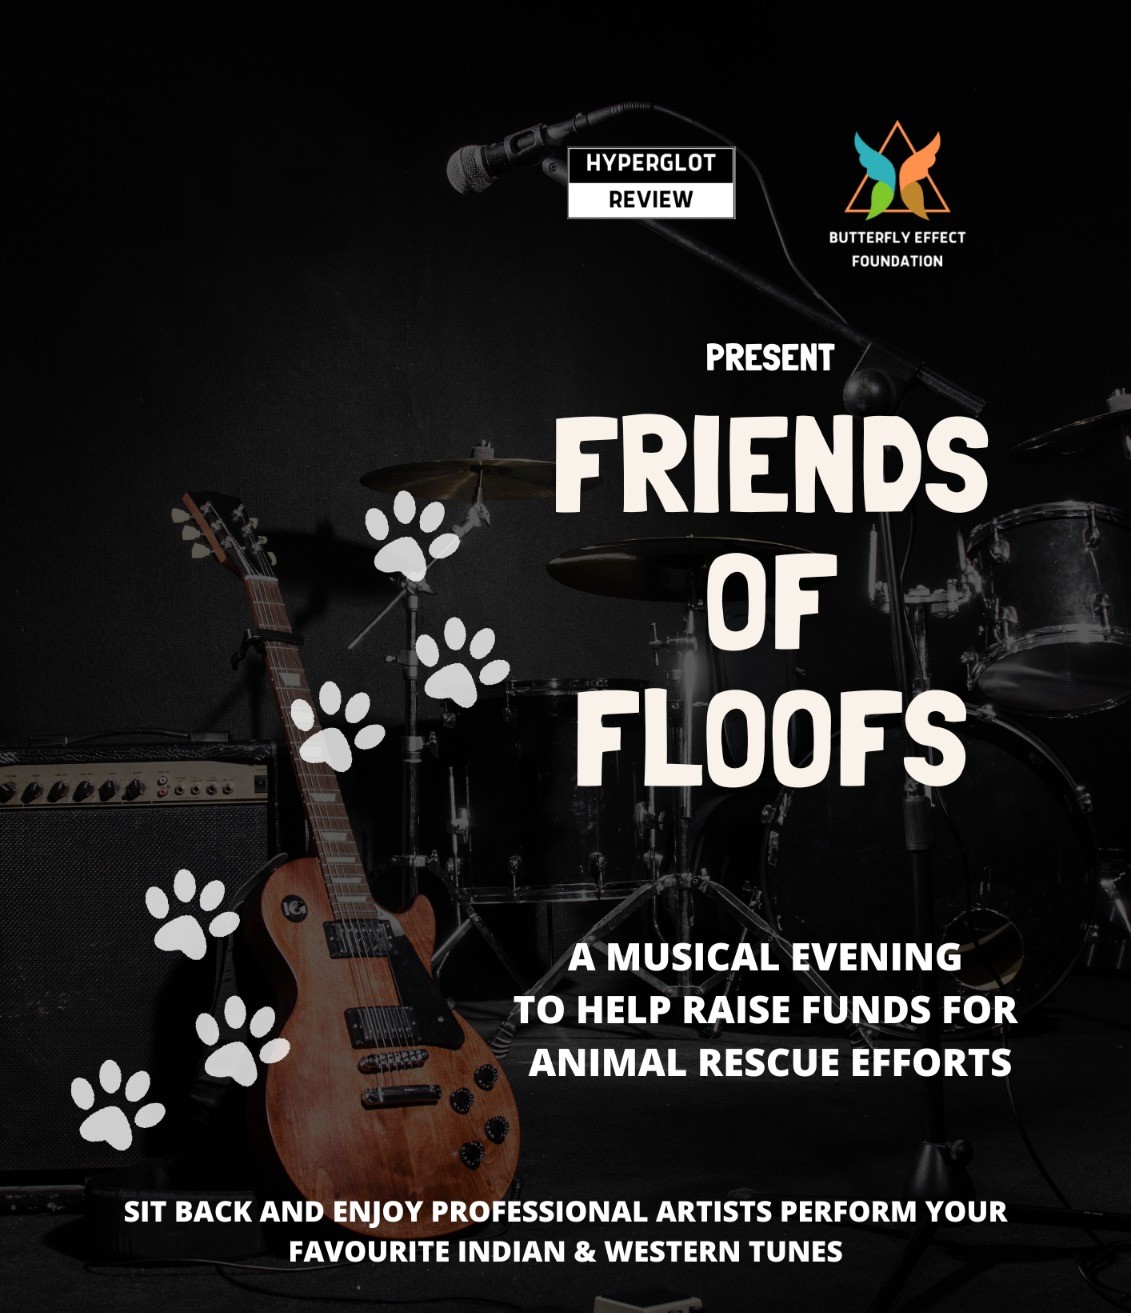 HYPERGLOT
REVIEW
BUTTERFLY EFFECT
FOUNDATION
PRESENT
FRIENDS
OF
FLOOFS
A MUSICAL EVENING
TO HELP RAISE FUNDS FOR
ANIMAL RESCUE EFFORTS
SIT BACK AND ENJOY PROFESSIONAL ARTISTS PERFORM YOUR
FAVOURITE INDIAN & WESTERN TUNES